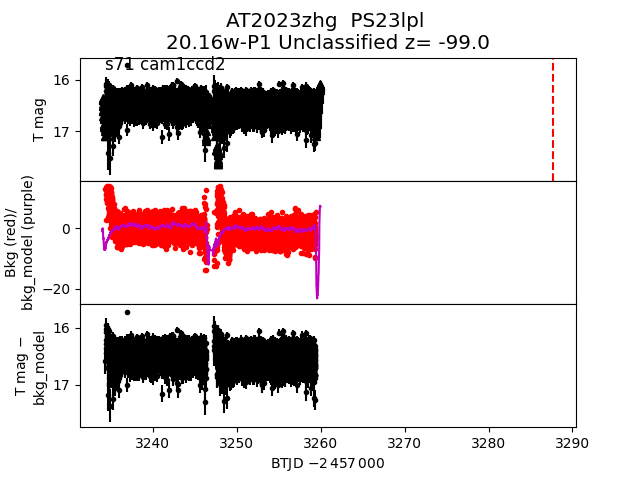 AT2023zhg PS23lpl
20.16w-P1 Unclassified z= -99.0
s71 cam1ccd2
16
17
T mag
0
−20
Bkg (red)/
bkg_model (purple)
16
17
T mag −
bkg_model
3240 3250 3260 3270 3280 3290
BTJD −2 457 000